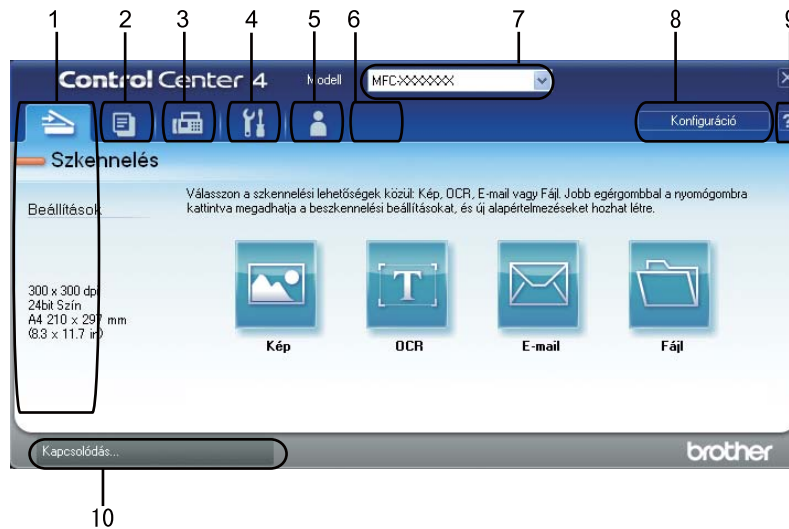 1 2 3 4 5 6 7 8 9
Control Center 4 Modell MFC-XXXXXXX
Konfiguráció ?
Szkennelés
Beállítások
Válasszon a szkennelési lehetőségek közül: Kép, OCR, E-mail vagy Fájl. Jobb egérgombbal a nyomógombra
kattintva megadhatja a beszkennelési beállításokat, és új alapértelmezéseket hozhat létre.
300 x 300 dpi
24bit Szín
A4 210 x 297 mm
(8.3 x 11.7 in)
T
Kép OCR E-mail Fájl
Kapcsolódás...
brother
10